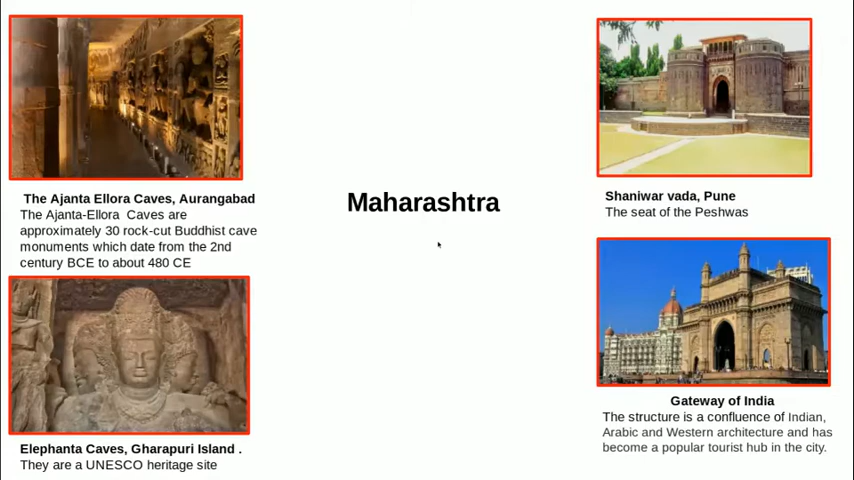 The Ajanta Ellora Caves, Aurangabad
The Ajanta-Ellora Caves are
approximately 30 rock-cut Buddhist cave
monuments which date from the 2nd
century BCE to about 480 CE
Elephanta Caves, Gharapuri Island .
They are a UNESCO heritage site
Maharashtra
Shaniwar vada, Pune
The seat of the Peshwas
Gateway of India
The structure is a confluence of Indian,
Arabic and Western architecture and has
become a popular tourist hub in the city.